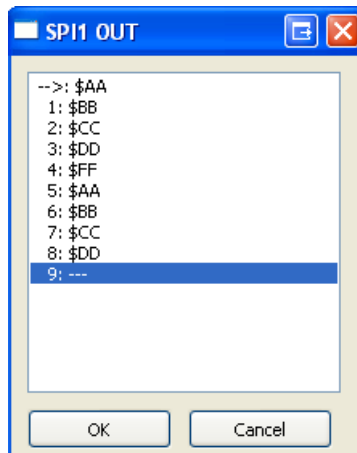 SPI1 OUT
-->: $AA
1: $BB
2: $CC
3: $DD
4: $FF
5: $AA
6: $BB
7: $CC
8: $DD
9: ---
OK
Cancel